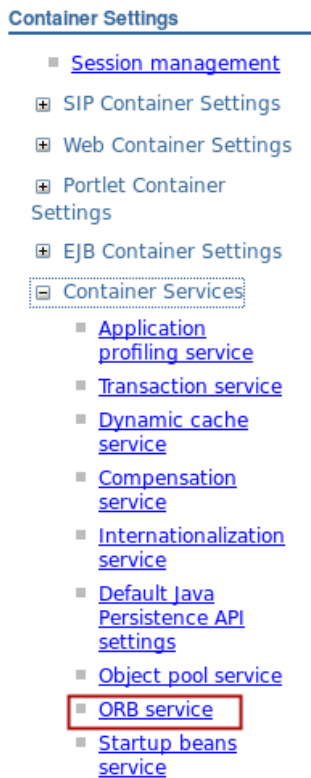 Container Settings
Session management
SIP Container Settings
Web Container Settings
Portlet Container
Settings
EJB Container Settings
Container Services
Application
profiling service
Transaction service
Dynamic cache
service
Compensation
service
Internationalization
service
Default Java
Persistence API
settings
Object pool service
ORB service
Startup beans
service